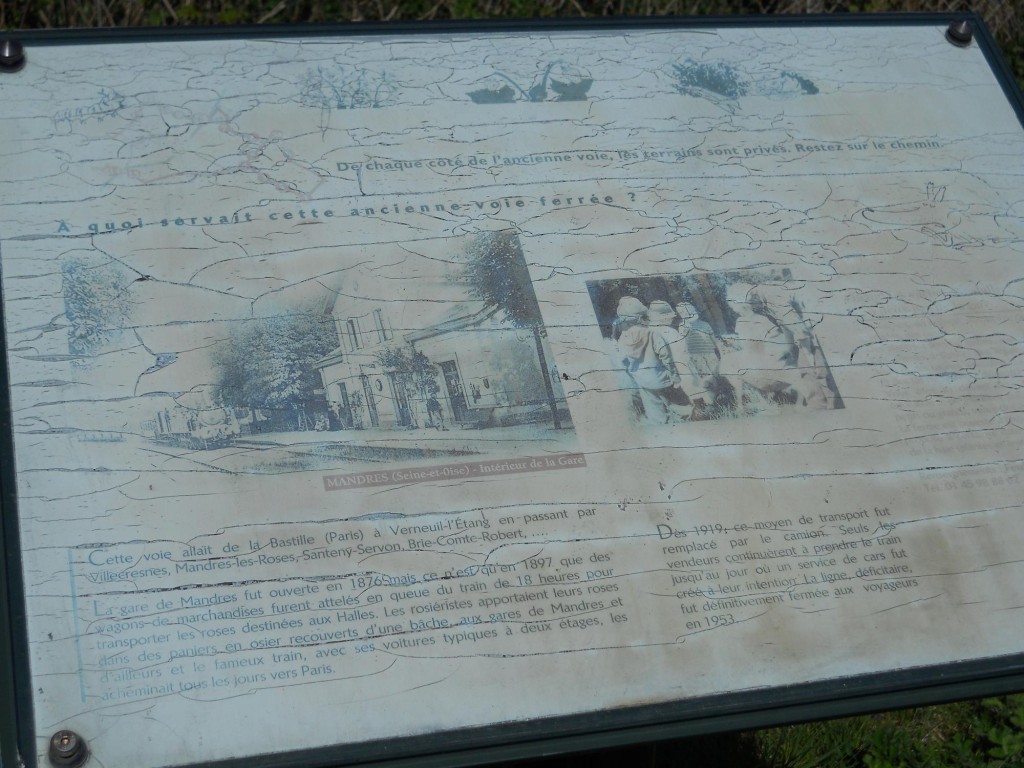 De chaque côté de l'ancienne voie, les terrains sont privés. Restez sur le chemin.
A quoi servait cette ancienne voie ferrée ?
MANDRES (Seine-et-Oise) - Intérieur de la Gare
Cette voie allait de la Bastille (Paris) à Verneuil-l'Étang en passant par
Villecresnes, Mandres-les-Roses, Santeny-Servon, Brie-Comte-Robert, ....
La gare de Mandres fut ouverte en 1876 mais ce n'est qu'en 1897 que des
wagons de marchandises furent attelés en queue du train de 18 heures pour
transporter les roses destinées aux Halles. Les rosiéristes apportaient leurs roses
dans des paniers en osier recouverts d'une bâche, aux gares de Mandres et
d'ailleurs et le fameux train, avec ses voitures typiques à deux étages, les
acheminait tous les jours vers Paris.
Dès 1919, ce moyen de transport fut
remplacé par le camion. Seuls les
vendeurs continuèrent à prendre le train
jusqu'au jour où un service de cars fut
créé à leur intention. La ligne, déficitaire,
fut définitivement fermée aux voyageurs
en 1953.